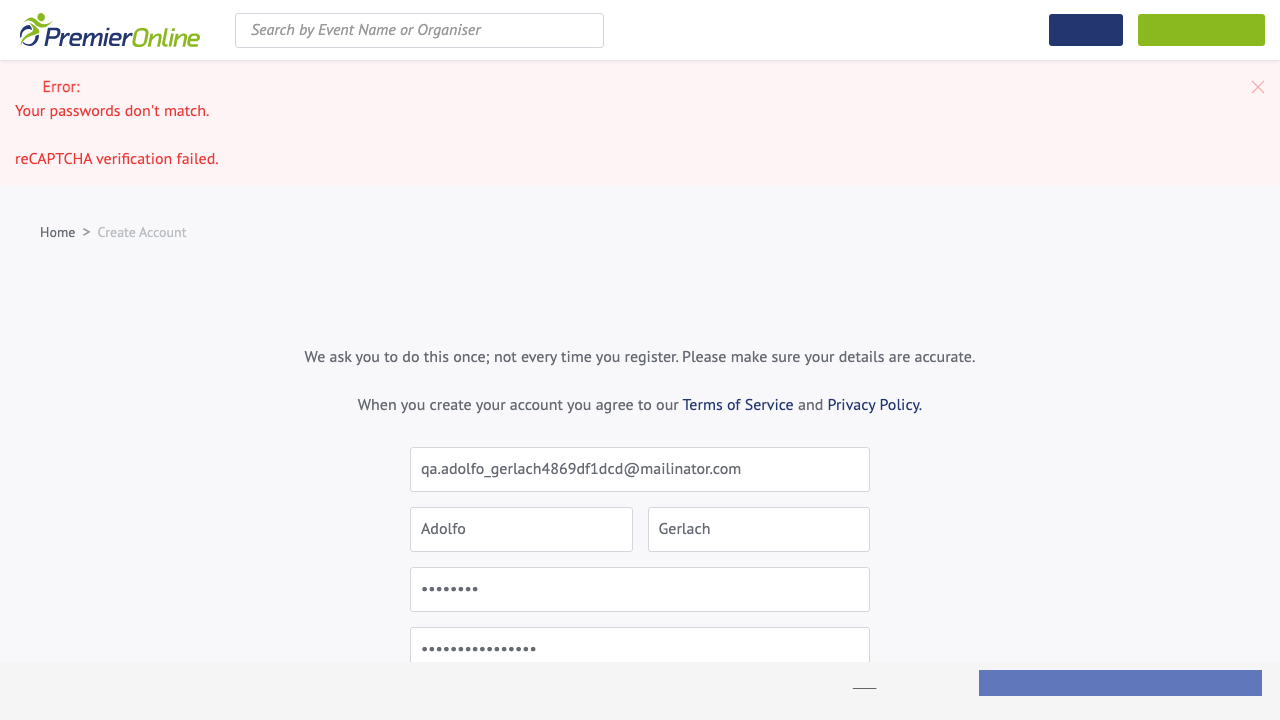 PremierOnline
Search by Event Name or Organiser
Error:
Your passwords don't match.
reCAPTCHA verification failed.
Home > Create Account
We ask you to do this once; not every time you register. Please make sure your details are accurate.
When you create your account you agree to our Terms of Service and Privacy Policy.
qa.adolfo_gerlach4869df1dcd@mailinator.com
Adolfo Gerlach
••••••••
••••••••••••••••